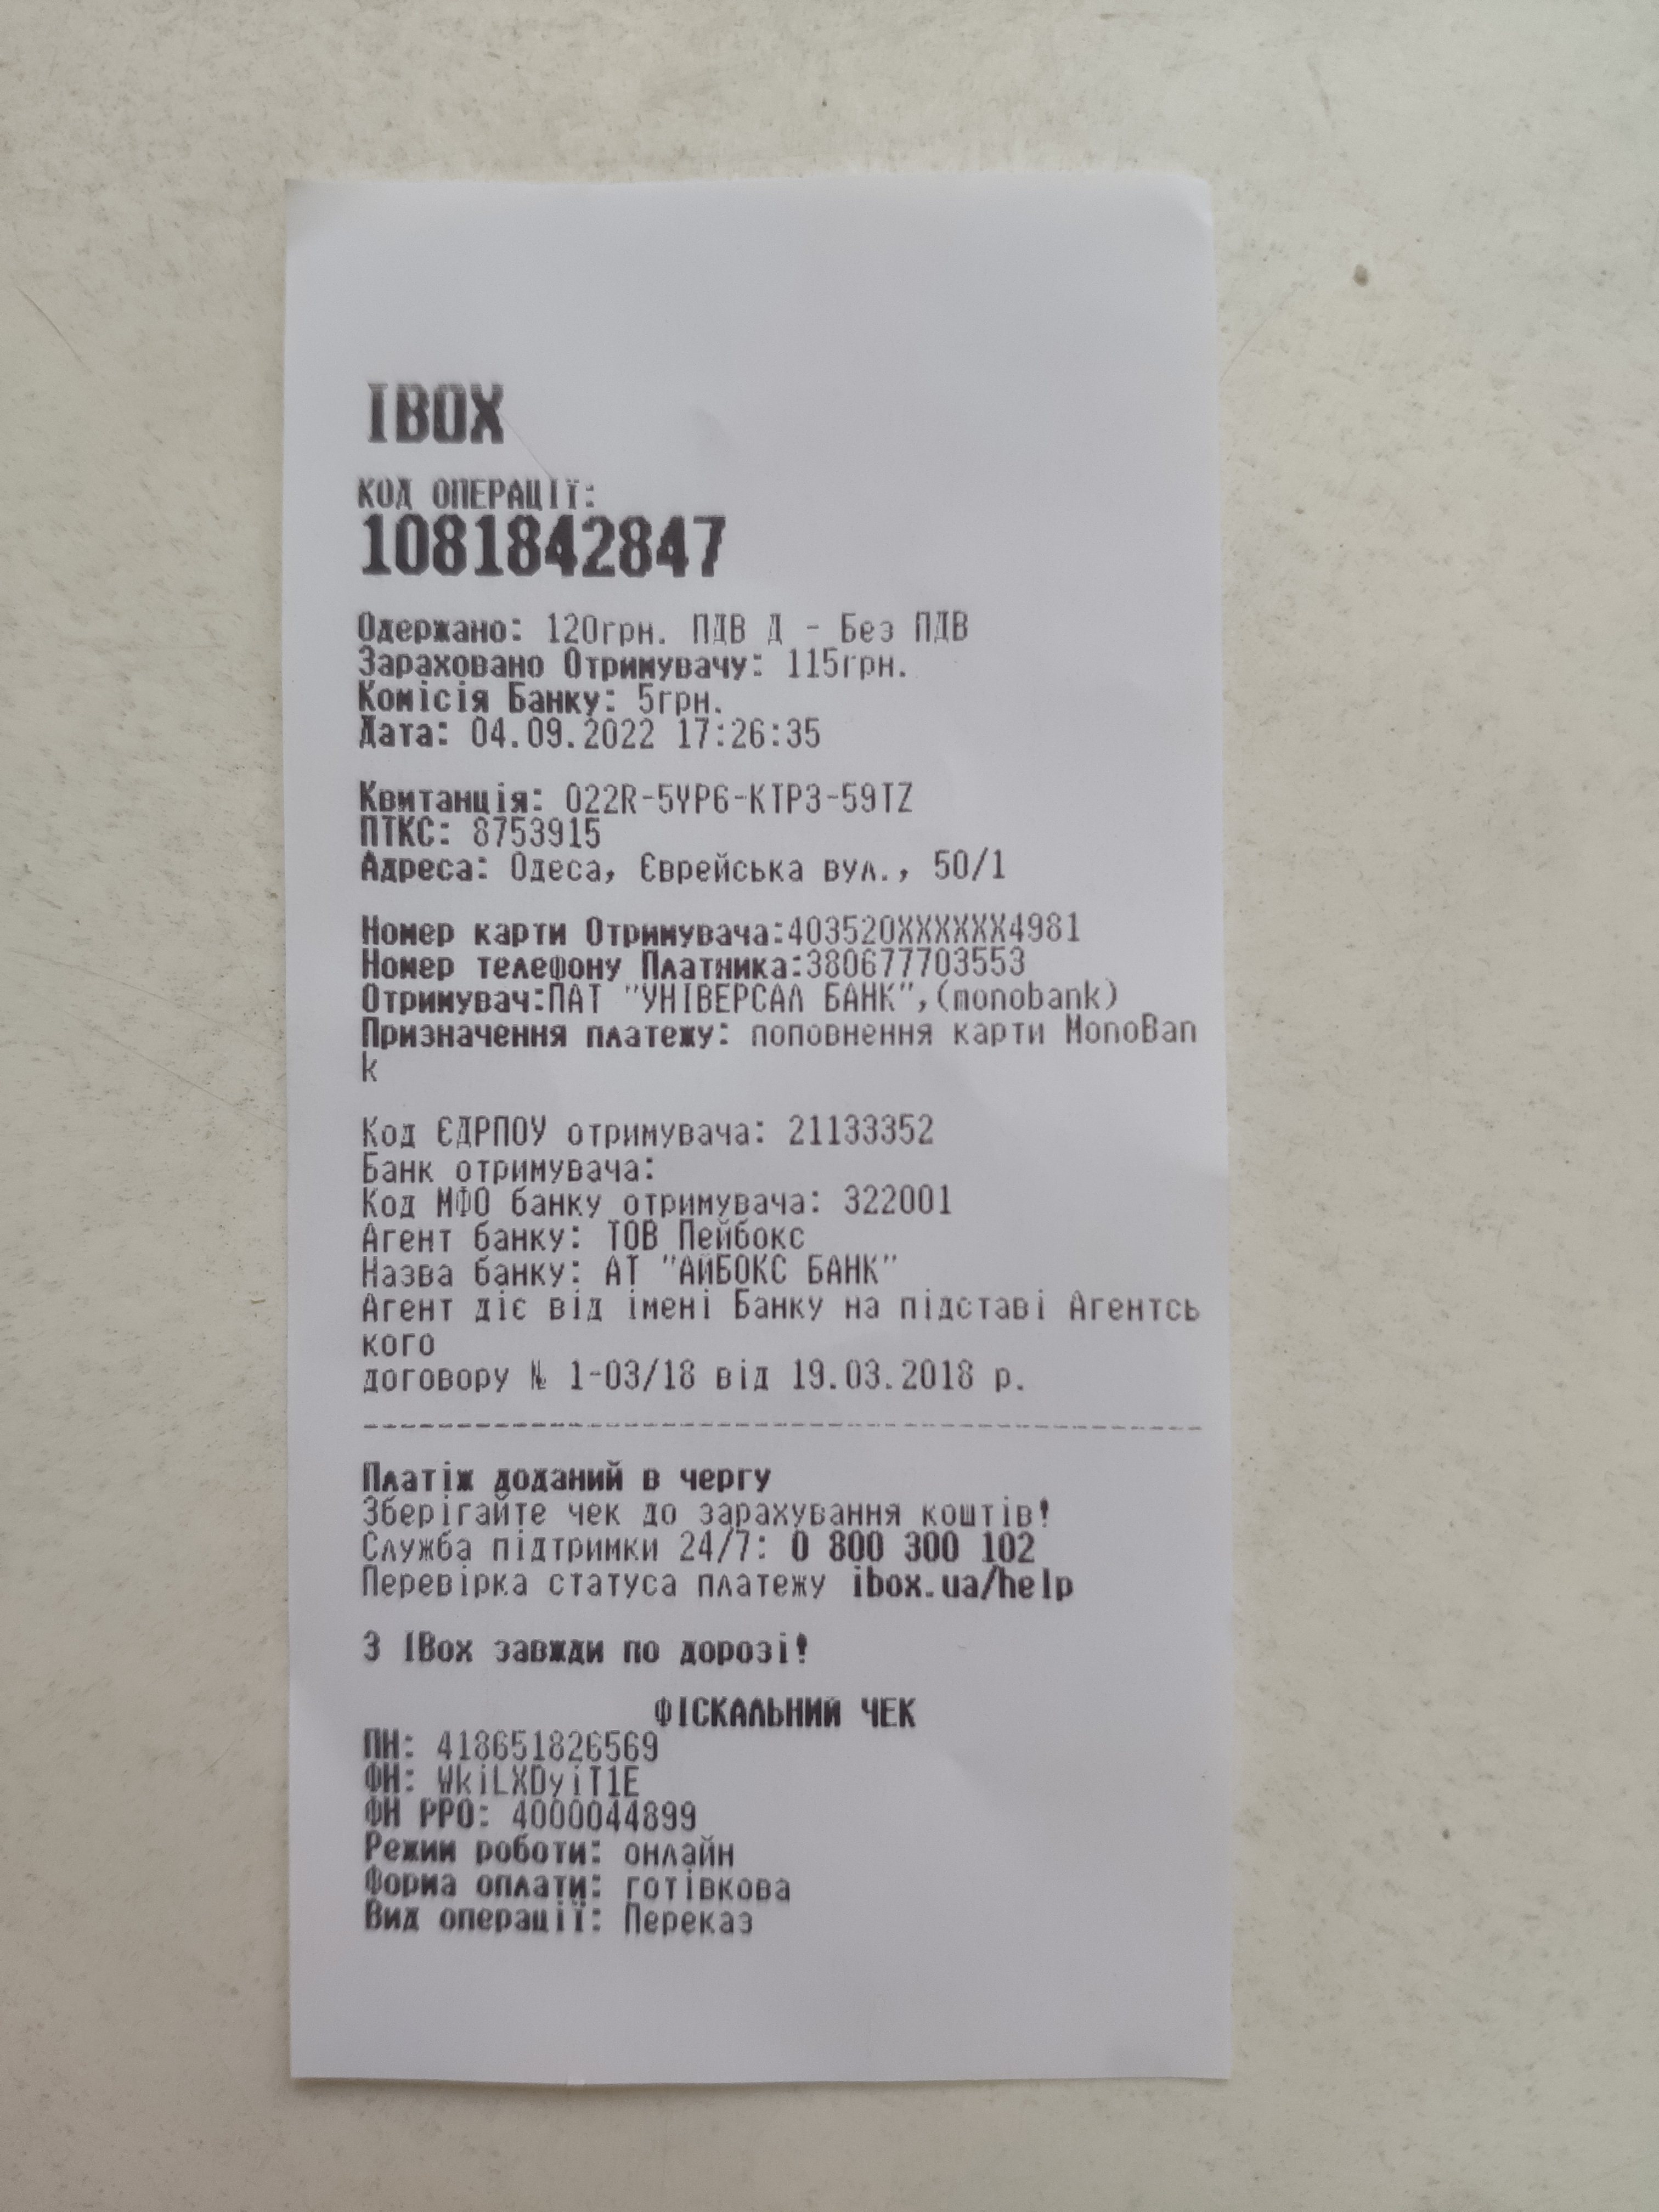 IBOX
КОД ОПЕРАЦІЇ:
1081842847
Одержано: 120грн. ПДВ Д - Без ПДВ
Зараховано Отримувачу: 115грн.
Комісія Банку: 5грн.
Дата: 04.09.2022 17:26:35
Квитанція: 022R-5YP6-KTP3-59TZ
ПТКС: 8753915
Адреса: Одеса, Єврейська вул., 50/1
Номер карти Отримувача:403520XXXXXX4981
Номер телефону Платника:380677703553
Отримувач:ПАТ "УНІВЕРСАЛ БАНК",(monobank)
Призначення платежу: поповнення карти MonoBan
k
Код ЄДРПОУ отримувача: 21133352
Банк отримувача:
Код МФО банку отримувача: 322001
Агент банку: ТОВ Пейбокс
Назва банку: АТ "АЙБОКС БАНК"
Агент діє від імені Банку на підставі Агентсь
кого
договору № 1-03/18 від 19.03.2018 р.
---------------------------------------------
Платіж доданий в чергу
Зберігайте чек до зарахування коштів!
Служба підтримки 24/7: 0 800 300 102
Перевірка статуса платежу ibox.ua/help
З IBox завжди по дорозі!
ФІСКАЛЬНИЙ ЧЕК
ПН: 418651826569
ФН: WkiLXDyiT1E
ФН РРО: 4000044899
Режим роботи: онлайн
Форма оплати: готівкова
Вид операції: Переказ